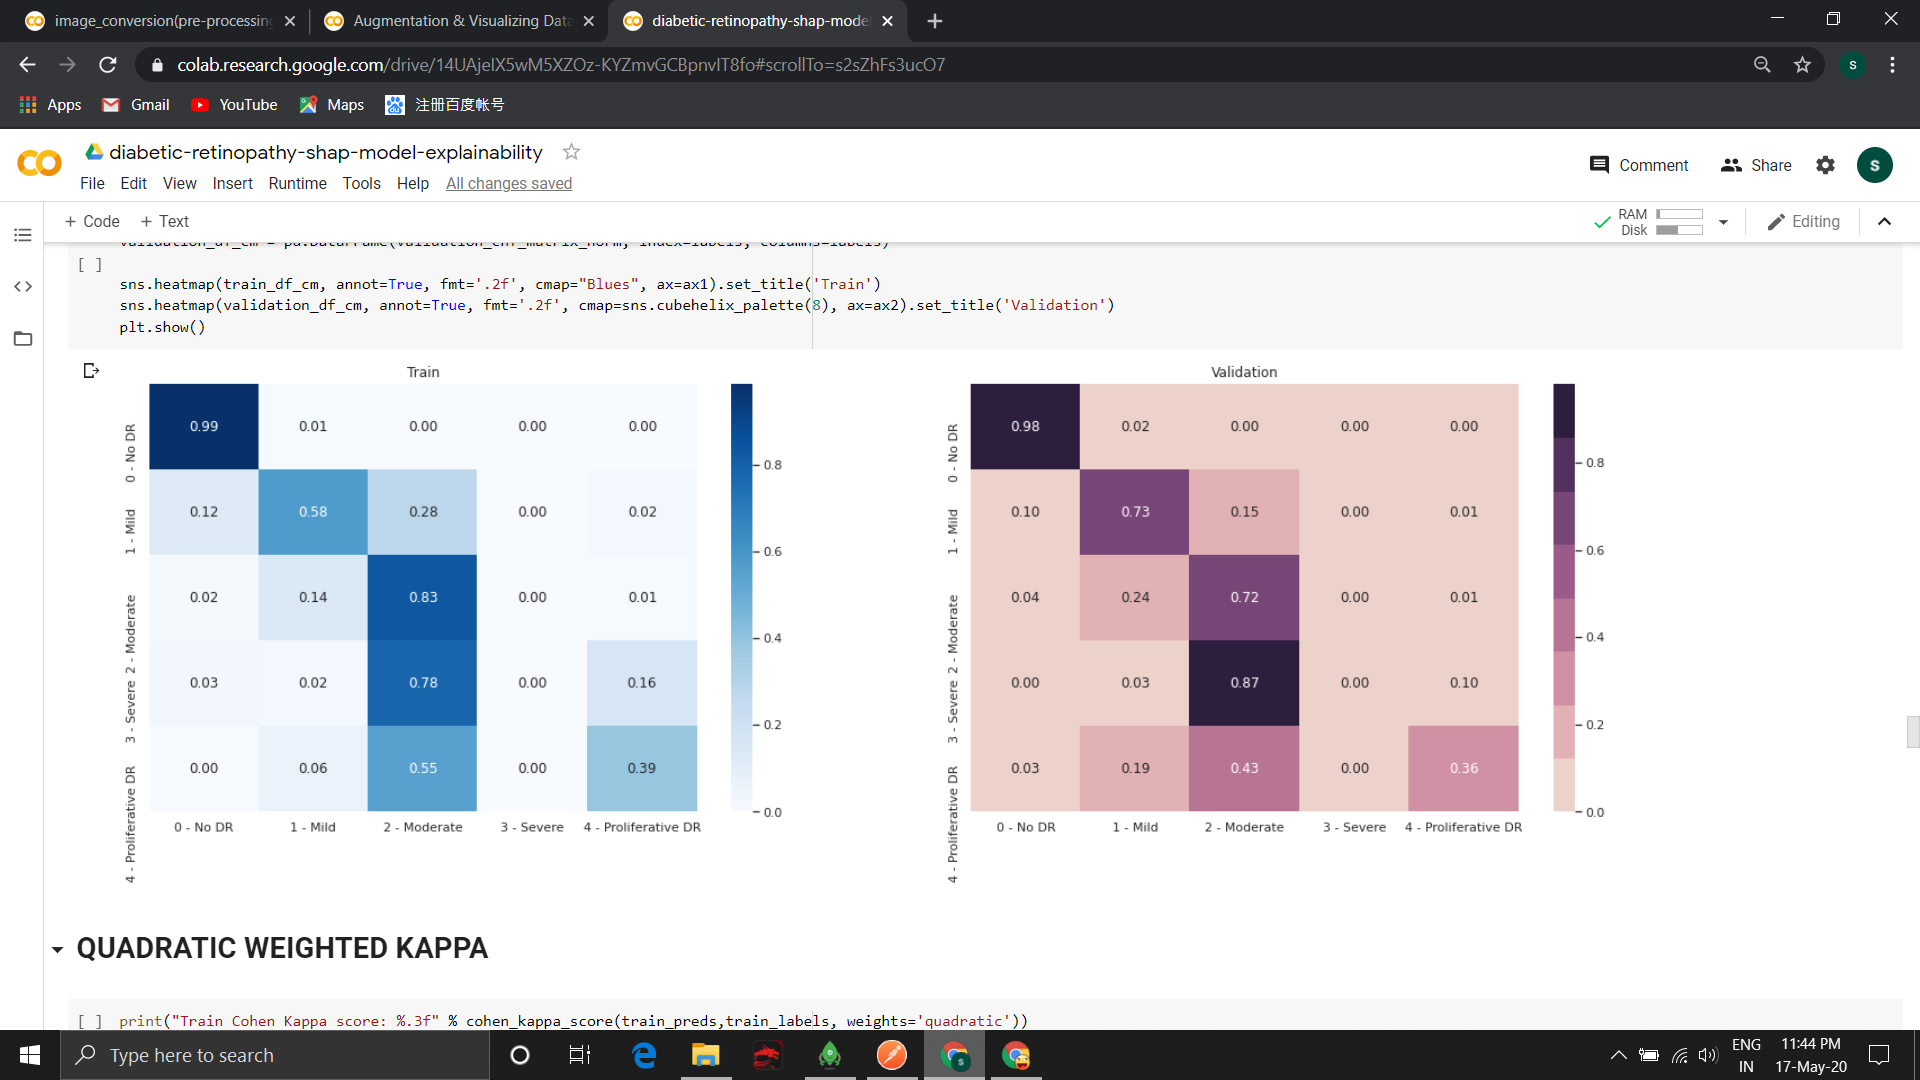 image_conversion(pre-processing
Augmentation & Visualizing Data
diabetic-retinopathy-shap-model
colab.research.google.com/drive/14UAjeIX5wM5XZOz-KYZmvGCBpnvIT8fo#scrollTo=s2sZhFs3ucO7
s
Apps Gmail YouTube Maps 注册百度帐号
diabetic-retinopathy-shap-model-explainability
File Edit View Insert Runtime Tools Help All changes saved
Comment Share S
+ Code + Text
RAM
Disk
Editing
validation_df_cm = pd.DataFrame(validation_cnf_matrix_norm, index=labels, columns=labels)
[ ]
sns.heatmap(train_df_cm, annot=True, fmt='.2f', cmap="Blues", ax=ax1).set_title('Train')
sns.heatmap(validation_df_cm, annot=True, fmt='.2f', cmap=sns.cubehelix_palette(8), ax=ax2).set_title('Validation')
plt.show()
Train
0 - No DR
1 - Mild
2 - Moderate
3 - Severe
4 - Proliferative DR
0.99 0.01 0.00 0.00 0.00
0.12 0.58 0.28 0.00 0.02
0.02 0.14 0.83 0.00 0.01
0.03 0.02 0.78 0.00 0.16
0.00 0.06 0.55 0.00 0.39
0 - No DR 1 - Mild 2 - Moderate 3 - Severe 4 - Proliferative DR
0.8
0.6
0.4
0.2
0.0
Validation
0 - No DR
1 - Mild
2 - Moderate
3 - Severe
4 - Proliferative DR
0.98 0.02 0.00 0.00 0.00
0.10 0.73 0.15 0.00 0.01
0.04 0.24 0.72 0.00 0.01
0.00 0.03 0.87 0.00 0.10
0.03 0.19 0.43 0.00 0.36
0 - No DR 1 - Mild 2 - Moderate 3 - Severe 4 - Proliferative DR
0.8
0.6
0.4
0.2
0.0
QUADRATIC WEIGHTED KAPPA
[ ] print("Train Cohen Kappa score: %.3f" % cohen_kappa_score(train_preds,train_labels, weights='quadratic'))
Type here to search
ENG
IN
11:44 PM
17-May-20